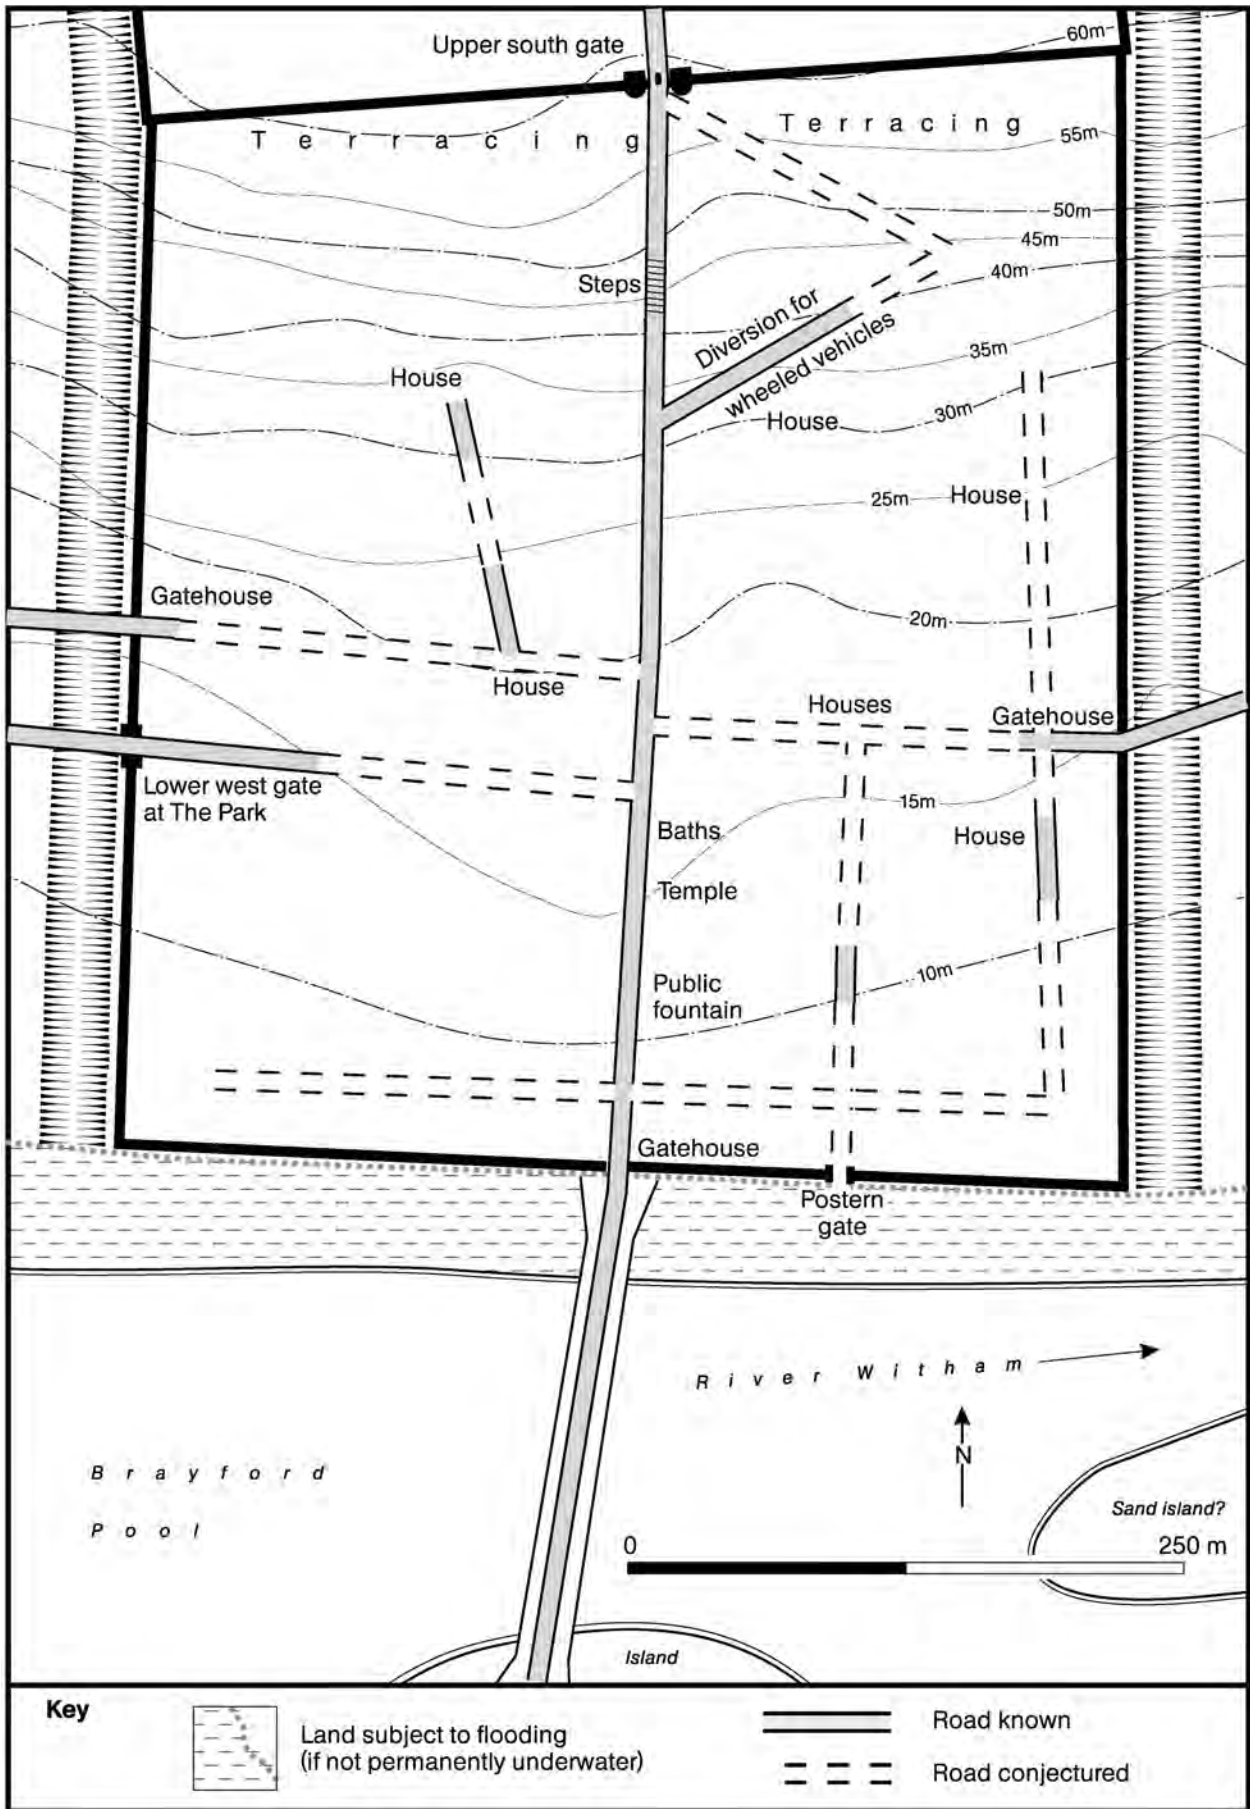 Upper south gate
60m
Terracing
Terracing
55m
50m
45m
40m
Steps
Diversion for
wheeled vehicles
35m
House
30m
House
25m
House
Gatehouse
20m
House
Houses
Gatehouse
Lower west gate
at The Park
15m
Baths
House
Temple
10m
Public
fountain
Gatehouse
Postern
gate
River Witham
N
Brayford
Pool
Sand island?
0
250 m
Island
Key
Land subject to flooding
(if not permanently underwater)
Road known
Road conjectured